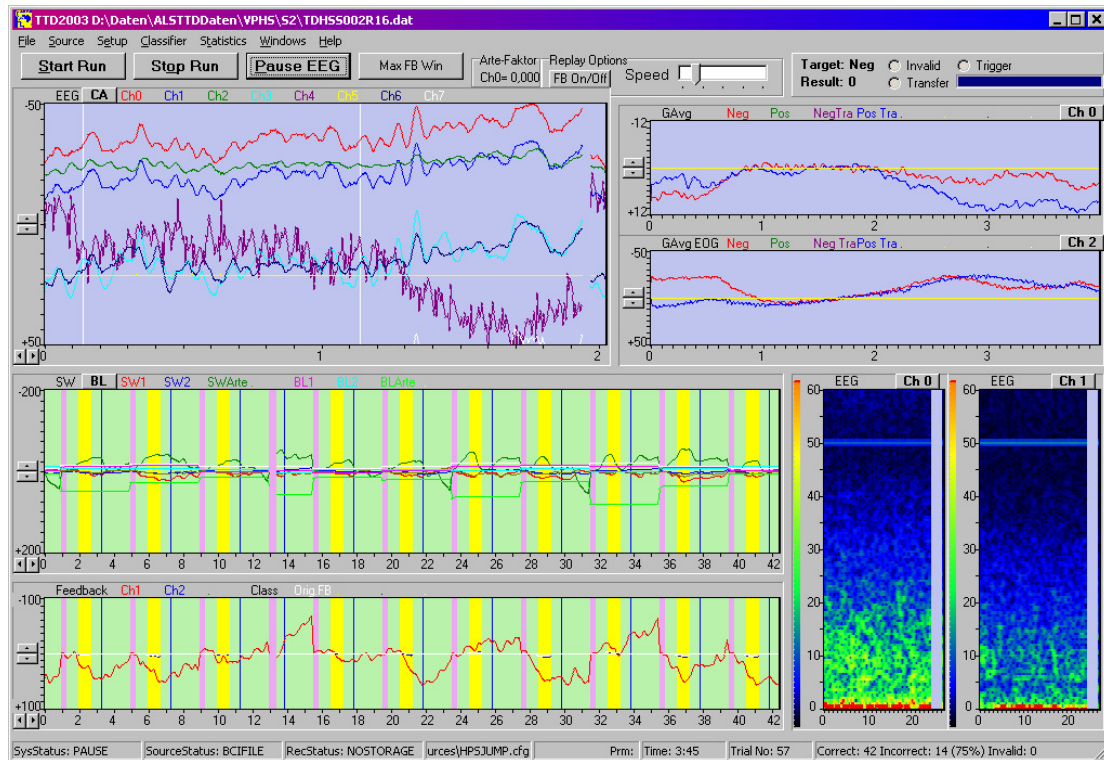 TTD2003 D:\Daten\ALSTTDDaten\VPHS\S2\TDHSS002R16.dat
File Source Setup Classifier Statistics Windows Help
Start Run Stop Run Pause EEG Max FB Win
Arte-Faktor
Ch0= 0,000
Replay Options
FB On/Off
Speed
Target: Neg Invalid Trigger
Result: 0 Transfer
EEG CA Ch0 Ch1 Ch2 Ch3 Ch4 Ch5 Ch6 Ch7
-50
+50
0 1 2
GAvg Neg Pos NegTra Pos Tra . Ch 0
-12
+12
0 1 2 3
GAvg EOG Neg Pos Neg Tra Pos Tra . Ch 2
-50
+50
0 1 2 3
SW BL SW1 SW2 SWArte . BL1 BL2 BLArte
-200
+200
0 2 4 6 8 10 12 14 16 18 20 22 24 26 28 30 32 34 36 38 40 42
Feedback Ch1 Ch2 Class Orig.FB
-100
+1000
0 2 4 6 8 10 12 14 16 18 20 22 24 26 28 30 32 34 36 38 40 42
EEG Ch 0
60
50
40
30
20
10
0
0 10 20
EEG Ch 1
60
50
40
30
20
10
0
0 10 20
SysStatus: PAUSE SourceStatus: BCIFILE RecStatus: NOSTORAGE urces\HPSJUMP.cfg Prm: Time: 3:45 Trial No: 57 Correct: 42 Incorrect: 14 (75%) Invalid: 0